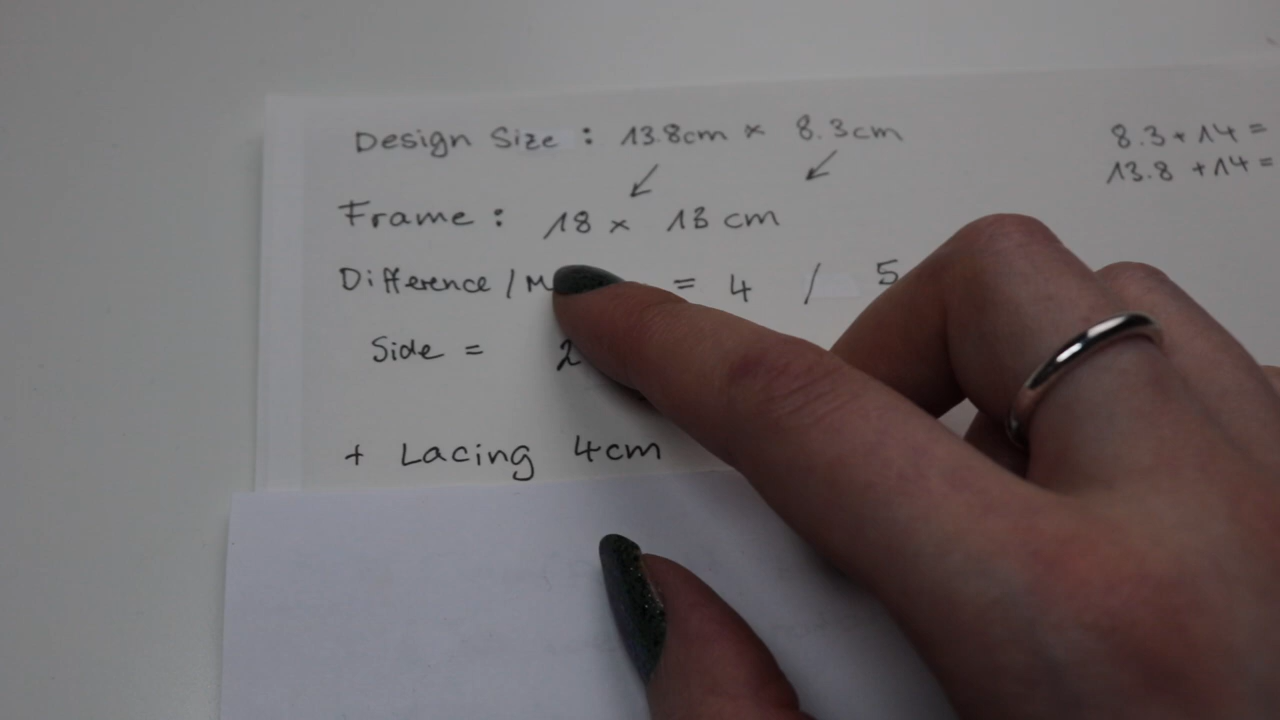 Design Size : 13.8cm x 8.3cm
8.3 + 14 =
13.8 + 14 =
Frame : 18 x 13 cm
Difference / = 4 / 5
Side = 2
+ Lacing 4cm